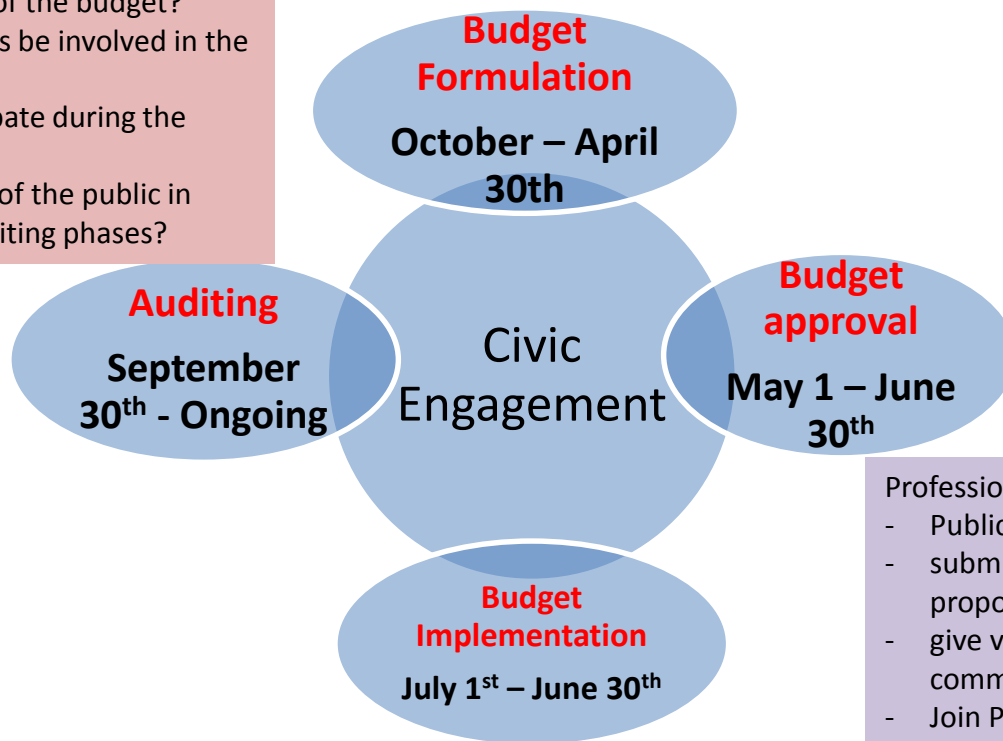 of the budget?
s be involved in the
pate during the
of the public in
iting phases?
Budget
Formulation
October – April
30th
Auditing
September
30th - Ongoing
Civic
Engagement
Budget
approval
May 1 – June
30th
Budget
Implementation
July 1st – June 30th
Professio
- Public
- subm
propo
- give v
comm
- Join P